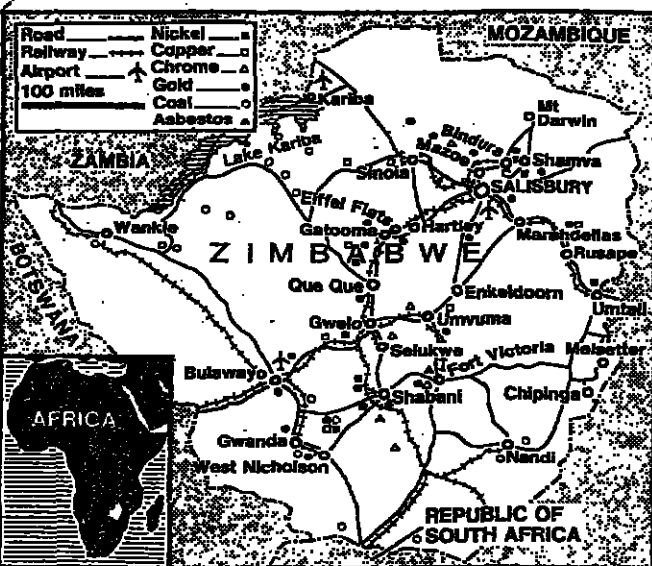 Road Nickel
Railway Copper
Airport Chrome
100 miles Gold
Coal
Asbestos
MOZAMBIQUE
Kariba
Mt
Darwin
ZAMBIA
Lake Kariba
Bindura
Mazoe
Shamva
Sinoia
SALISBURY
Eiffel Flats
Wankie
Gatooma
Hartley
Marandellas
ZIMBABWE
Rusape
BOTSWANA
Que Que
Enkeldoorn
Umtali
Gwelo
Umvuma
Selukwe
Fort Victoria
Melsetter
Bulawayo
AFRICA
Shabani
Chipinga
Gwanda
West Nicholson
Nandi
REPUBLIC OF
SOUTH AFRICA